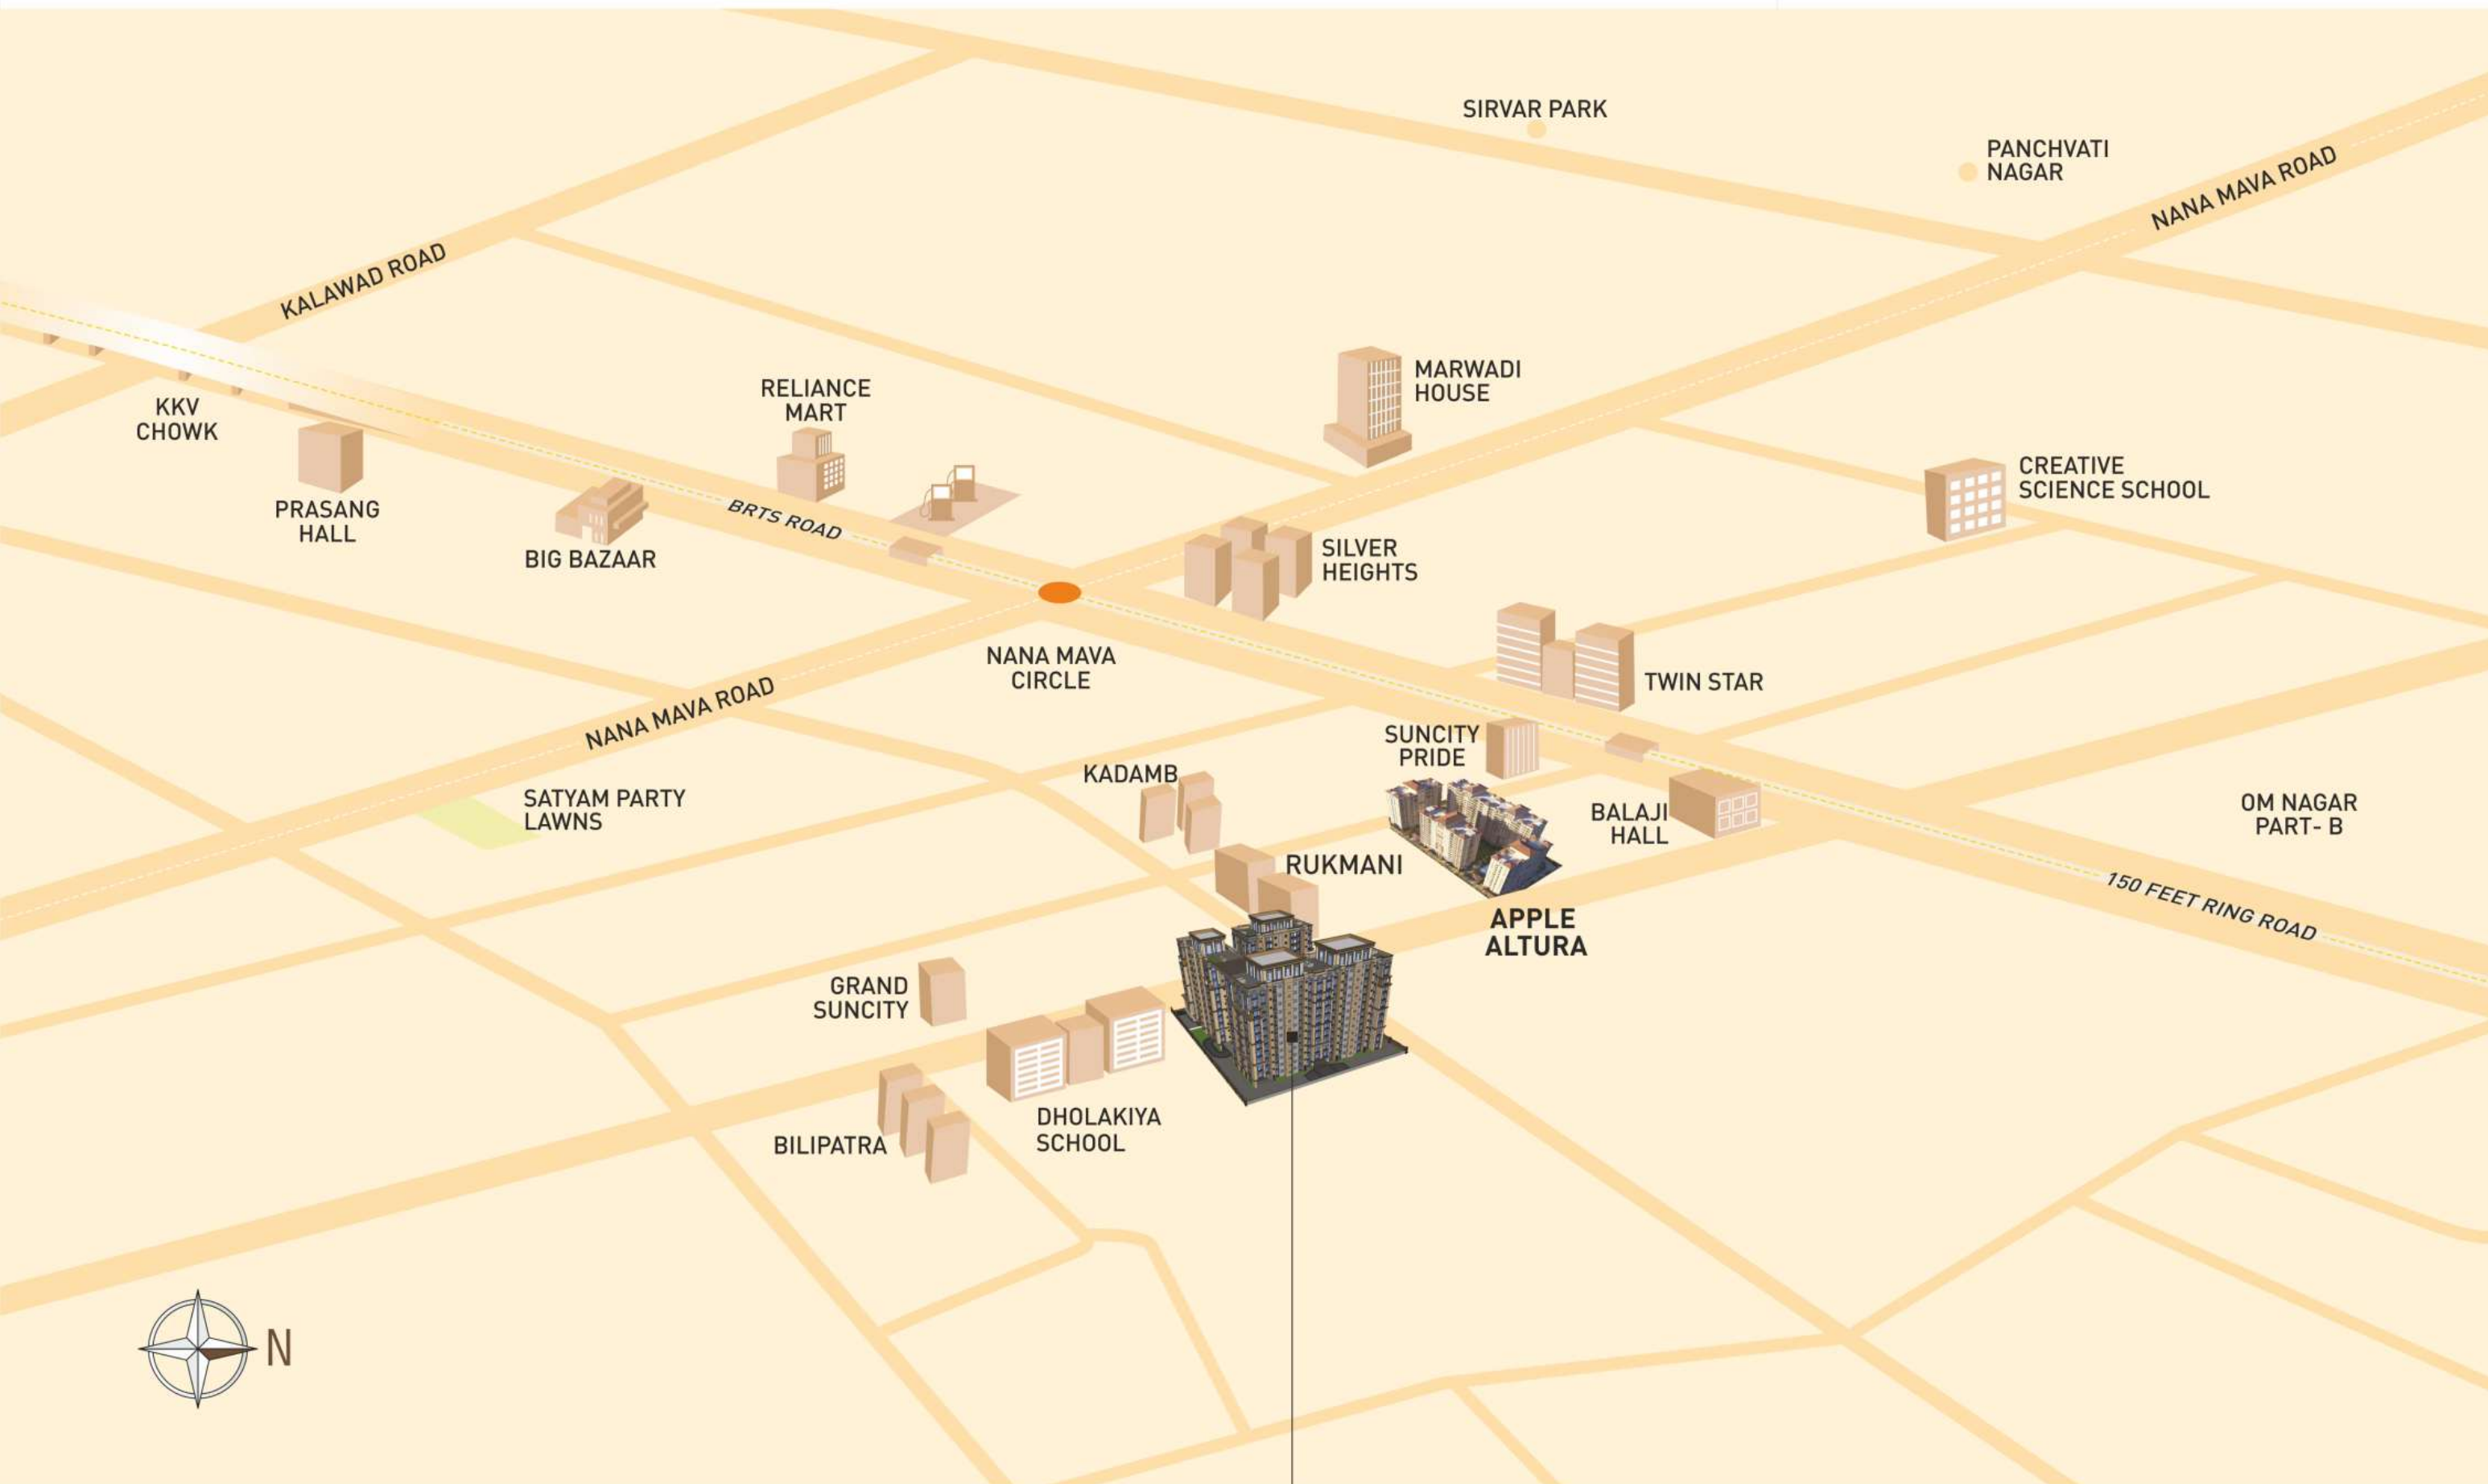 SIRVAR PARK
PANCHVATI
NAGAR
NANA MAVA ROAD
KALAWAD ROAD
MARWADI
HOUSE
RELIANCE
MART
KKV
CHOWK
CREATIVE
SCIENCE SCHOOL
PRASANG
HALL
BRTS ROAD
BIG BAZAAR
SILVER
HEIGHTS
NANA MAVA
CIRCLE
TWIN STAR
NANA MAVA ROAD
SUNCITY
PRIDE
KADAMB
SATYAM PARTY
LAWNS
BALAJI
HALL
OM NAGAR
PART- B
RUKMANI
150 FEET RING ROAD
APPLE
ALTURA
GRAND
SUNCITY
DHOLAKIYA
SCHOOL
BILIPATRA
N